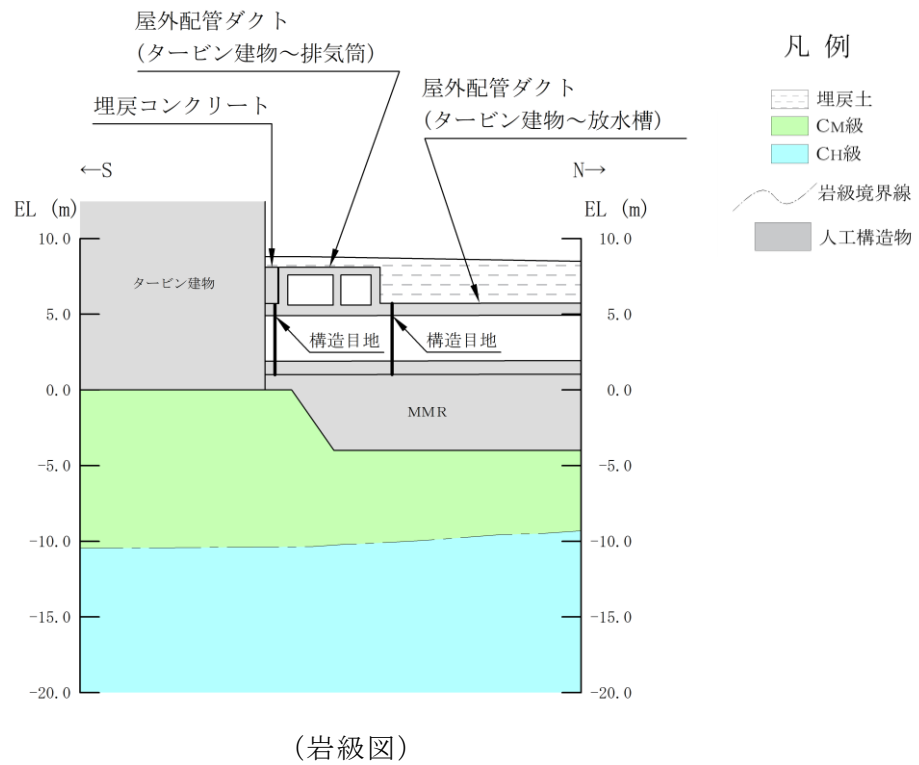 屋外配管ダクト
(タービン建物～排気筒)
埋戻コンクリート
屋外配管ダクト
(タービン建物～放水槽)
凡 例
埋戻土
CM級
CH級
岩級境界線
人工構造物
←S
N→
EL (m)
EL (m)
10.0
5.0
0.0
-5.0
-10.0
-15.0
-20.0
タービン建物
構造目地
構造目地
MMR
10.0
5.0
0.0
-5.0
-10.0
-15.0
-20.0
(岩級図)